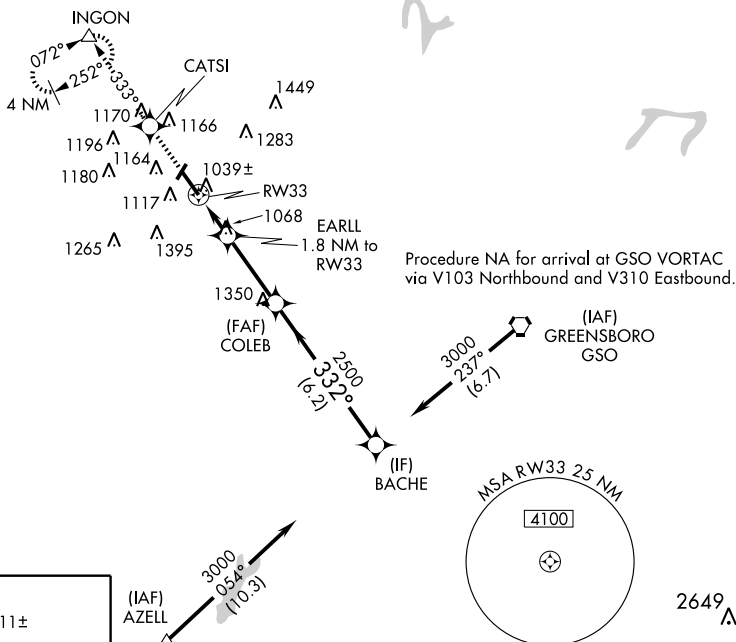 INGON
072°
252°
333°
4 NM
CATSI
1449
1170
1166
1283
1196
1164
1180
1039±
RW33
1117
1068
EARLL
1.8 NM to
RW33
1265
1395
Procedure NA for arrival at GSO VORTAC
via V103 Northbound and V310 Eastbound.
1350
(FAF)
COLEB
(IAF)
GREENSBORO
GSO
3000
237°
(6.7)
2500
332°
(6.2)
(IF)
BACHE
MSA RW33 25 NM
4100
3000
054°
(10.3)
(IAF)
AZELL
11±
2649